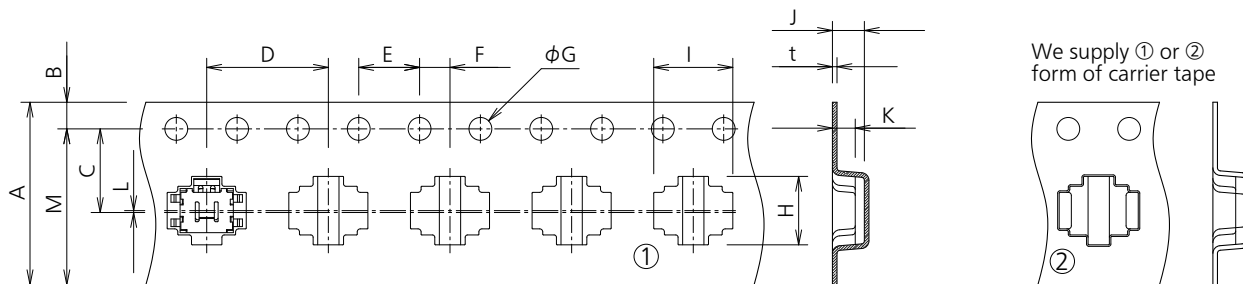 J
D
E
F
φG
I
t
B
K
A
C
L
M
H
①
We supply ① or ②
form of carrier tape
②